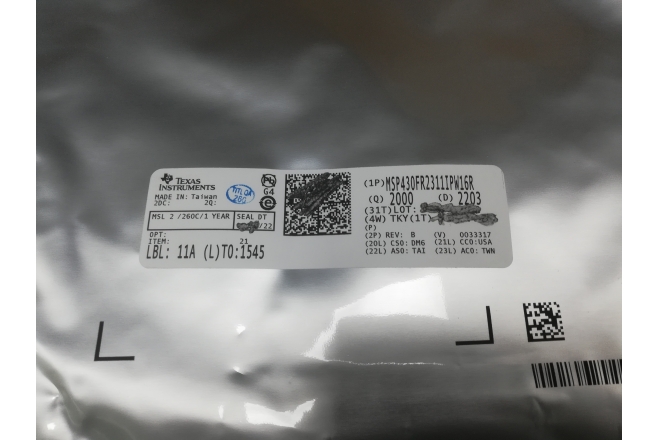 TEXAS
INSTRUMENTS
MADE IN: Taiwan
2DC: 2Q:
MSL 2 /260C/1 YEAR SEAL DT
/22
OPT:
ITEM: 21
LBL: 11A (L)TO:1545
G4
(1P)MSP430FR2311IPW16R
(Q) 2000 (D) 2203
(31T)LOT:
(4W) TKY(1T)
(P)
(2P) REV: B (V) 0033317
(20L) CSO: DM6 (21L) CCO:USA
(22L) ASO: TAI (23L) ACO: TWN